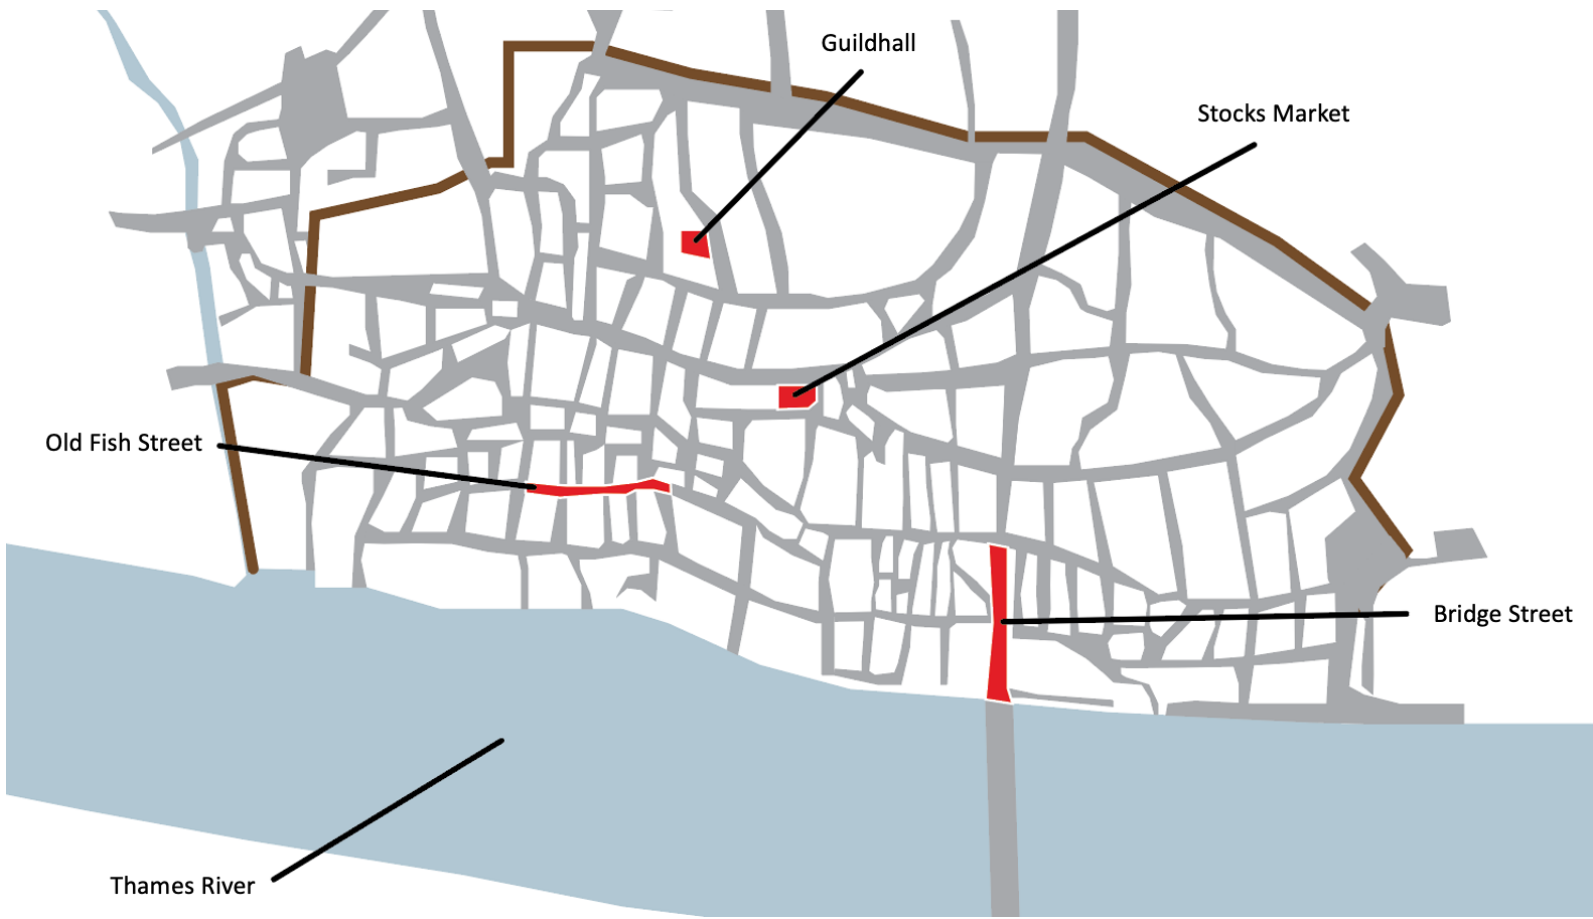 Guildhall
Stocks Market
Old Fish Street
Bridge Street
Thames River